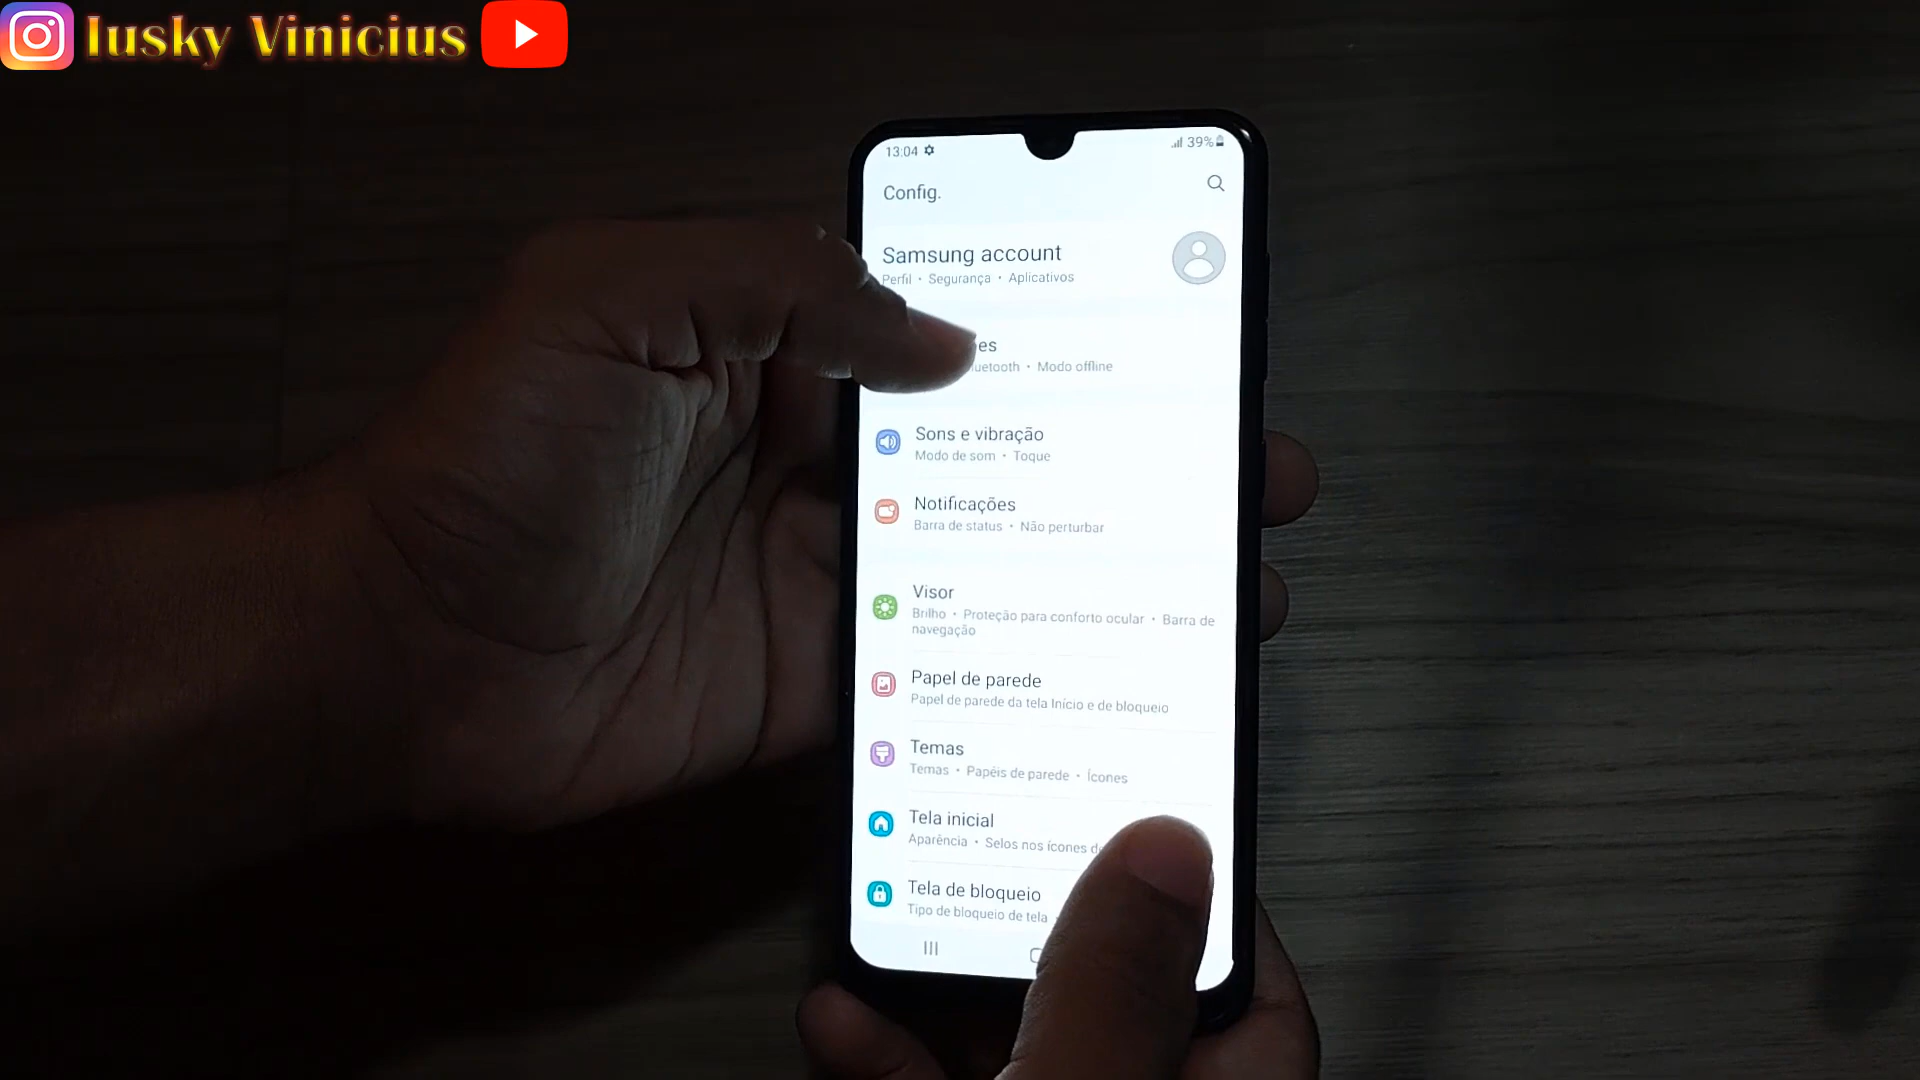 Iusky Vinicius
13:04 39%
Config.
Samsung account
Perfil • Segurança • Aplicativos
Modo offline
Sons e vibração
Modo de som • Toque
Notificações
Barra de status • Não perturbar
Visor
Brilho • Proteção para conforto ocular • Barra de
navegação
Papel de parede
Papel de parede da tela Início e de bloqueio
Temas
Temas • Papéis de parede • Ícones
Tela inicial
Aparência • Selos nos ícones
Tela de bloqueio
Tipo de bloqueio de tela